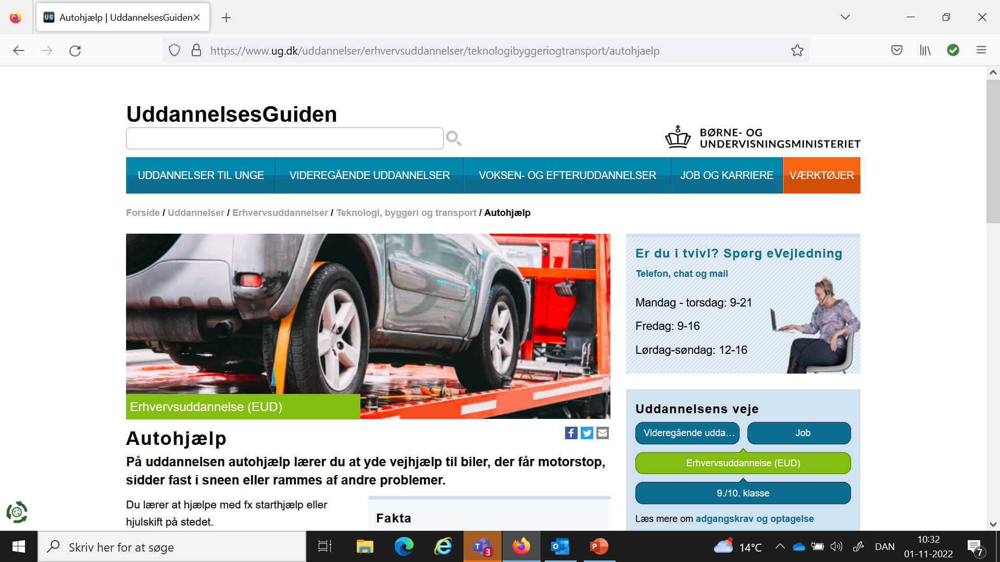 UG Autohjælp | UddannelsesGuiden
https://www.ug.dk/uddannelser/erhvervsuddannelser/teknologibyggeriogtransport/autohjaelp
UddannelsesGuiden
BØRNE- OG
UNDERVISNINGSMINISTERIET
UDDANNELSER TIL UNGE VIDEREGÅENDE UDDANNELSER VOKSEN- OG EFTERUDDANNELSER JOB OG KARRIERE VÆRKTØJER
Forside / Uddannelser / Erhvervsuddannelser / Teknologi, byggeri og transport / Autohjælp
Erhvervsuddannelse (EUD)
Autohjælp
På uddannelsen autohjælp lærer du at yde vejhjælp til biler, der får motorstop,
sidder fast i sneen eller rammes af andre problemer.
Du lærer at hjælpe med fx starthjælp eller
hjulskift på stedet.
Fakta
Er du i tvivl? Spørg eVejledning
Telefon, chat og mail
Mandag - torsdag: 9-21
Fredag: 9-16
Lørdag-søndag: 12-16
Uddannelsens veje
Videregående udda... Job
Erhvervsuddannelse (EUD)
9./10. klasse
Læs mere om adgangskrav og optagelse
Skriv her for at søge
T 3
O
P
14°C
DAN
10:32
01-11-2022
7